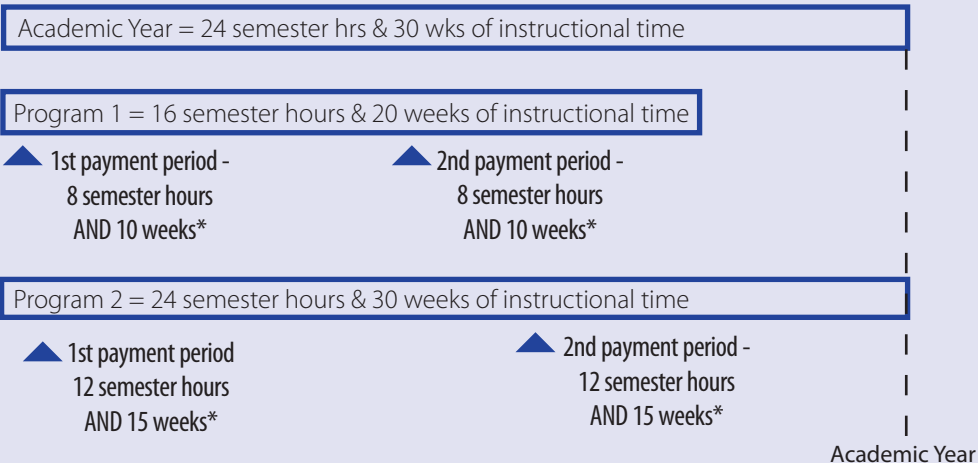 Academic Year = 24 semester hrs & 30 wks of instructional time
Program 1 = 16 semester hours & 20 weeks of instructional time
1st payment period -
8 semester hours
AND 10 weeks*
2nd payment period -
8 semester hours
AND 10 weeks*
Program 2 = 24 semester hours & 30 weeks of instructional time
1st payment period
12 semester hours
AND 15 weeks*
2nd payment period -
12 semester hours
AND 15 weeks*
Academic Year